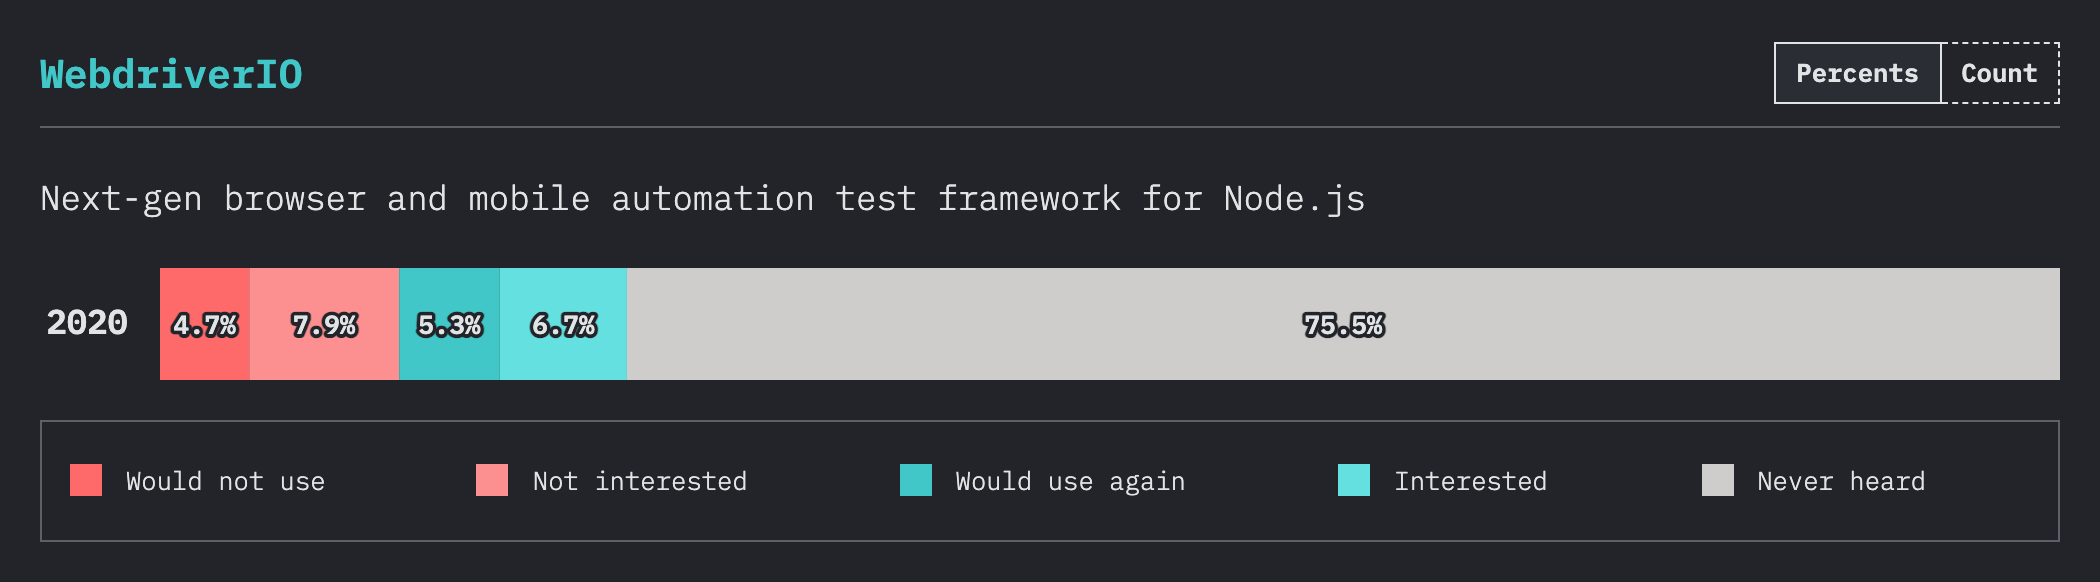 WebdriverIO
Percents Count
Next-gen browser and mobile automation test framework for Node.js
2020 4.7% 7.9% 5.3% 6.7% 75.5%
Would not use Not interested Would use again Interested Never heard